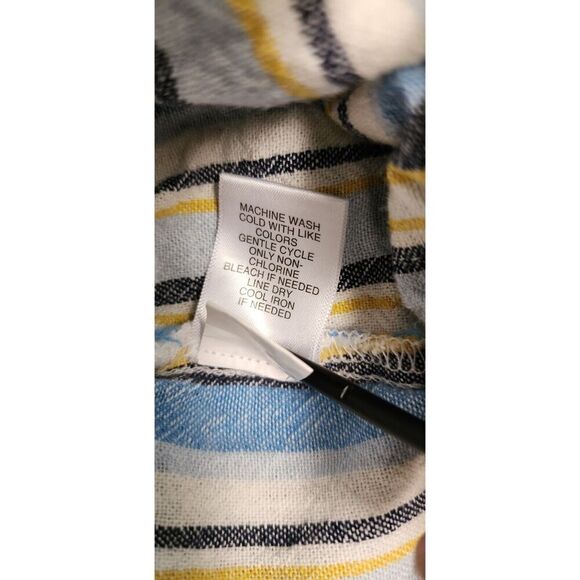 MACHINE WASH
COLD WITH LIKE
COLORS
GENTLE CYCLE
ONLY NON-
CHLORINE
BLEACH IF NEEDED
LINE DRY
COOL IRON
IF NEEDED